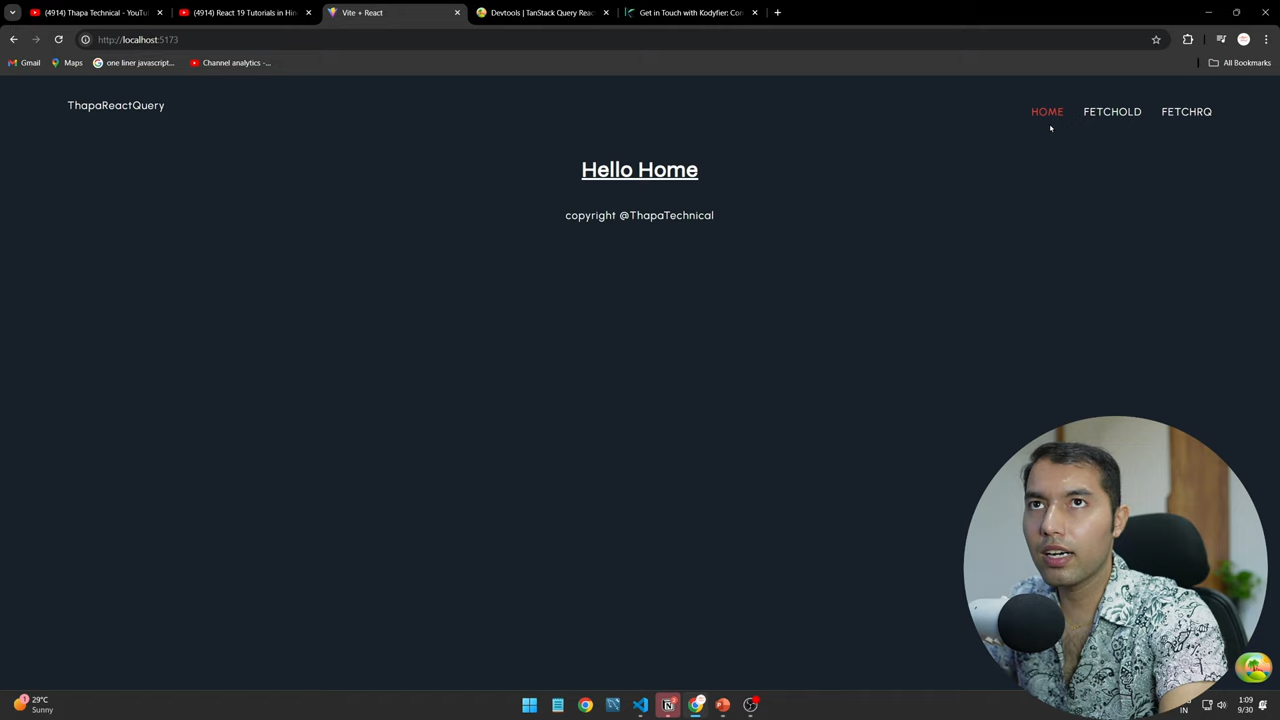 (4914) Thapa Technical - YouTu
(4914) React 19 Tutorials in Hin
Vite + React
Devtools | TanStack Query Reac
Get in Touch with Kodyfier: Con
http://localhost:5173
Gmail
Maps
one liner javascript...
Channel analytics -...
All Bookmarks
ThapaReactQuery
HOME
FETCHOLD
FETCHRQ
Hello Home
copyright @ThapaTechnical
1
29°C
Sunny
IN
1:09
9/30